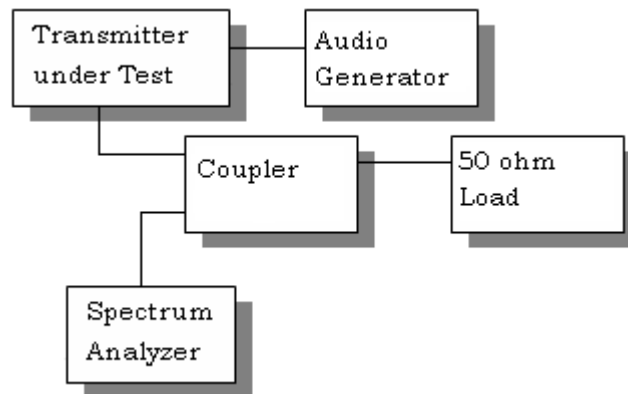 Transmitter
under Test
Audio
Generator
Coupler
50 ohm
Load
Spectrum
Analyzer